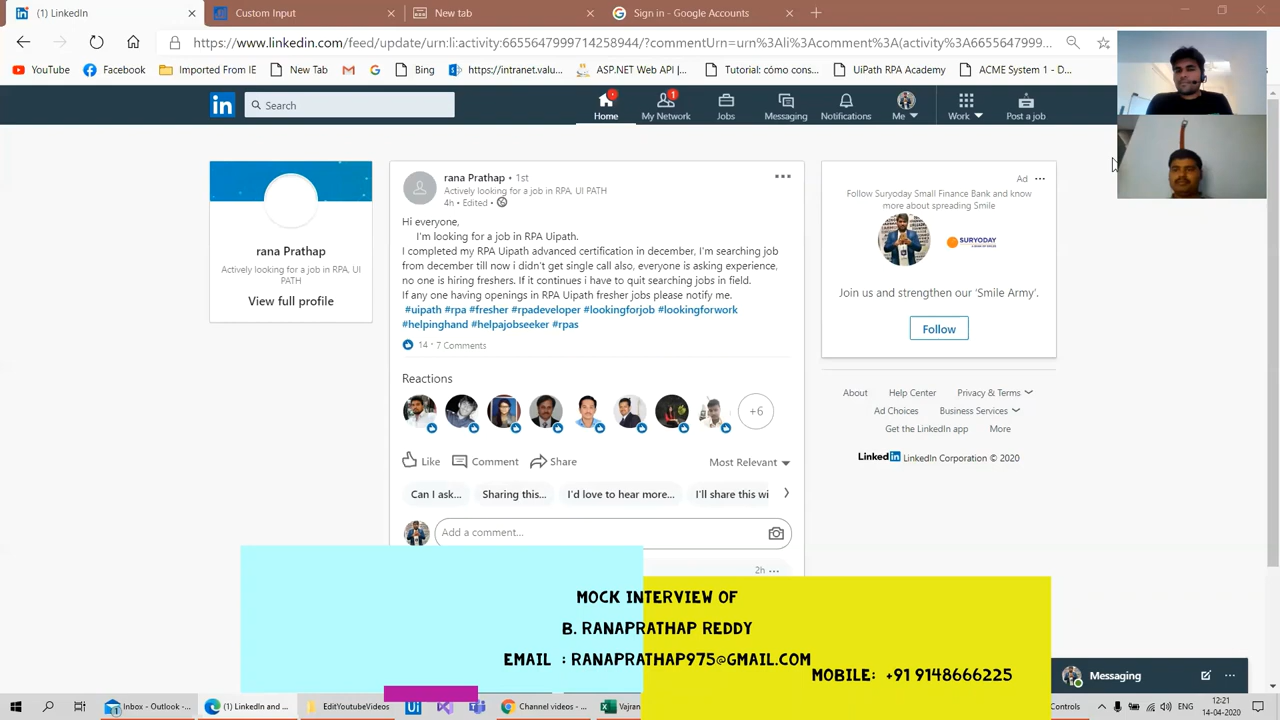 (1) LinkedIn
Custom Input
Sign in - Google Accounts
https://www.linkedin.com/feed/update/urn:li:activity:6655647999714258944/?commentUrn=urn%3Ali%3Acomment%3A(activity%3A6655647999...
YouTube
Facebook
Imported From IE
New Tab
Bing
https://intranet.valu...
ASP.NET Web API |...
Tutorial: cómo cons...
UiPath RPA Academy
ACME System 1 - D...
in
Search
1
Home
My Network
Jobs
Messaging
Notifications
Me
Work
Post a job
rana Prathap
Actively looking for a job in RPA, UI
PATH
View full profile
rana Prathap • 1st
Actively looking for a job in RPA, UI PATH
4h • Edited •
Hi everyone,
I'm looking for a job in RPA Uipath.
I completed my RPA Uipath advanced certification in december, I'm searching job
from december till now i didn't get single call also, everyone is asking experience,
no one is hiring freshers. If it continues i have to quit searching jobs in field.
If any one having openings in RPA Uipath fresher jobs please notify me.
#uipath #rpa #fresher #rpadeveloper #lookingforjob #lookingforwork
#helpinghand #helpajobseeker #rpas
14 · 7 Comments
Reactions
+6
Like
Comment
Share
Most Relevant
Can I ask...
Sharing this...
I'd love to hear more...
I'll share this wi
Add a comment...
2h
Ad
Follow Suryoday Small Finance Bank and know
more about spreading Smile
SURYODAY
Join us and strengthen our 'Smile Army'.
Follow
About
Help Center
Privacy & Terms
Ad Choices
Business Services
Get the LinkedIn app
More
Linked in LinkedIn Corporation © 2020
MOCK INTERVIEW OF
B. RANAPRATHAP REDDY
EMAIL : RANAPRATHAP975@GMAIL.COM
MOBILE: +91 9148666225
Messaging
Inbox - Outlook -...
(1) LinkedIn and ...
EditYoutubeVideos
Ui
Channel videos - ...
Vajran
Controls
ENG
12:21
14-04-2020